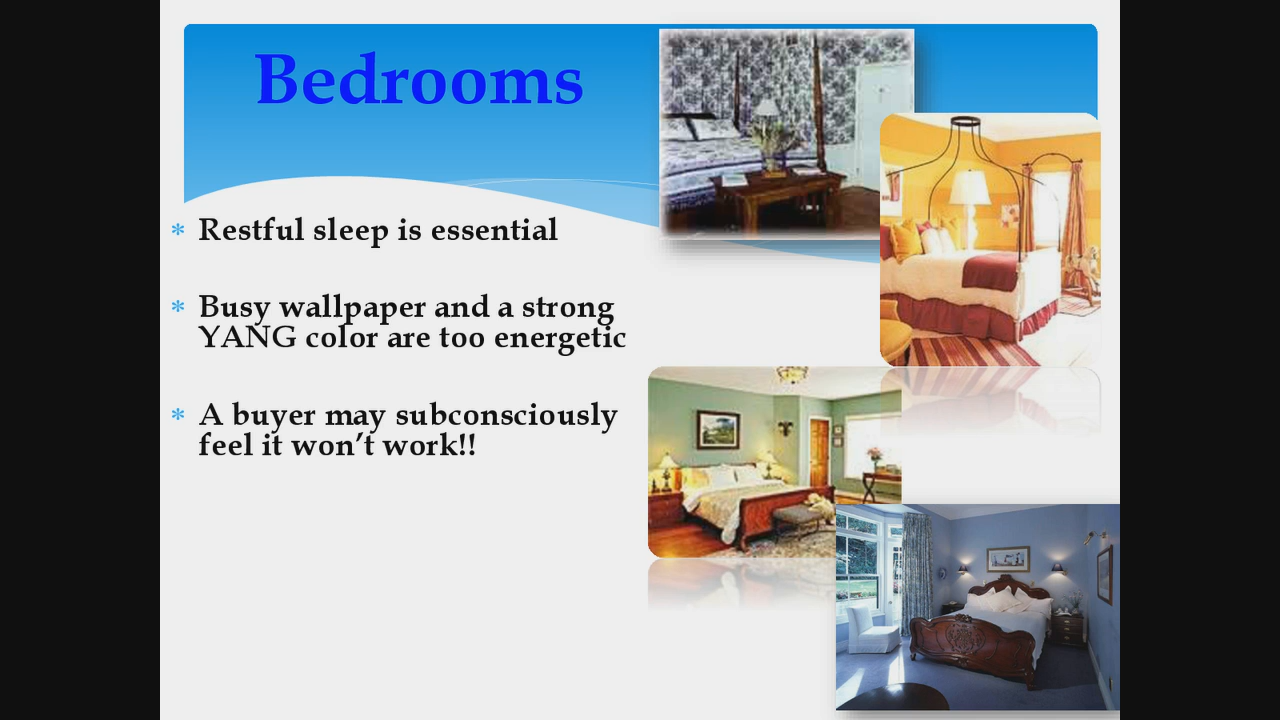 Bedrooms
* Restful sleep is essential
* Busy wallpaper and a strong
YANG color are too energetic
* A buyer may subconsciously
feel it won’t work!!